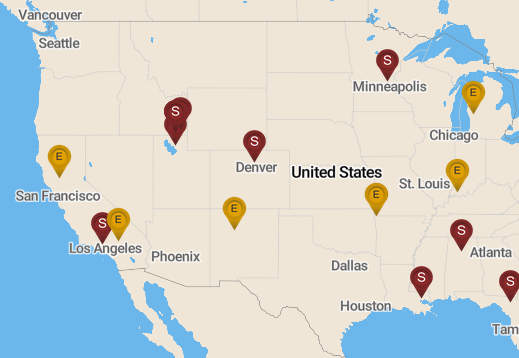 Vancouver
Seattle
S
Minneapolis
E
S
Chicago
S
Denver
E
United States
E
St. Louis
San Francisco
E
E
S
E
Los Angeles
S
Atlanta
Phoenix
Dallas
S
S
Houston
Tam